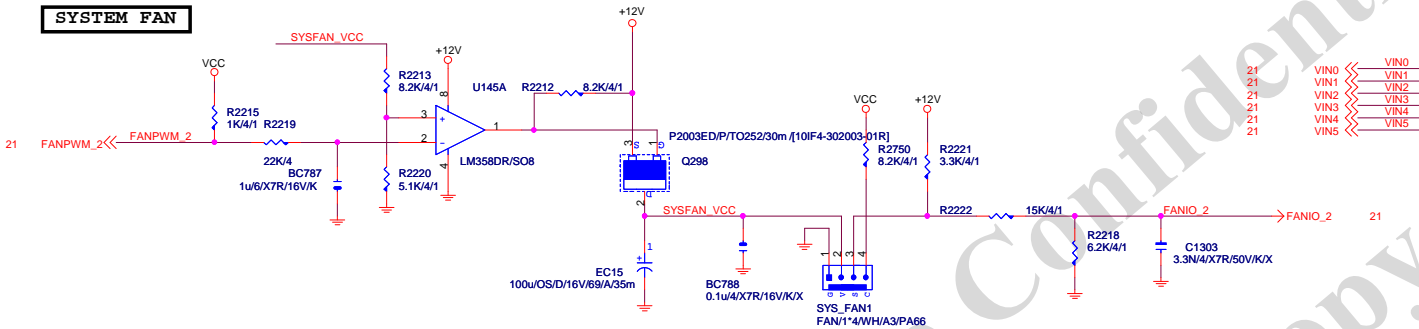 SYSTEM FAN
+12V
SYSFAN_VCC
+12V
VCC
R2213
8.2K/4/1
U145A
R2212
8.2K/4/1
8
3
+
1
2
-
4
LM358DR/SO8
R2215
1K/4/1
R2219
22K/4
21
FANPWM_2
BC787
1u/6/X7R/16V/K
R2220
5.1K/4/1
P2003ED/P/TO252/30m /[10IF4-302003-01R]
3
S
1
G
Q298
D
2
SYSFAN_VCC
1
+
EC15
100u/OS/D/16V/69/A/35m
BC788
0.1u/4/X7R/16V/K/X
VCC
R2750
8.2K/4/1
+12V
R2221
3.3K/4/1
R2222
15K/4/1
FANIO_2
FANIO_2
21
R2218
6.2K/4/1
C1303
3.3N/4/X7R/50V/K/X
1
2
3
4
G
V
S
C
SYS_FAN1
FAN/1*4/WH/A3/PA66
21
VIN0
VIN0
21
VIN1
VIN1
21
VIN2
VIN2
21
VIN3
VIN3
21
VIN4
VIN4
21
VIN5
VIN5
Confidenti
Copy